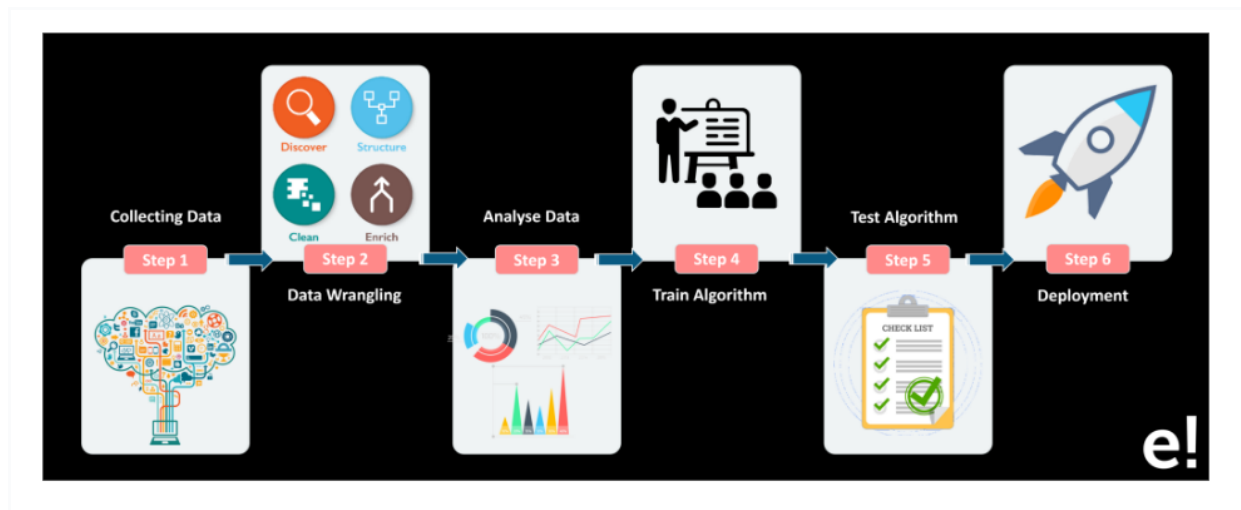 Discover
Structure
Clean
Enrich
Collecting Data
Analyse Data
Test Algorithm
Step 1
Step 2
Step 3
Step 4
Step 5
Step 6
Data Wrangling
Train Algorithm
Deployment
CHECK LIST
e!